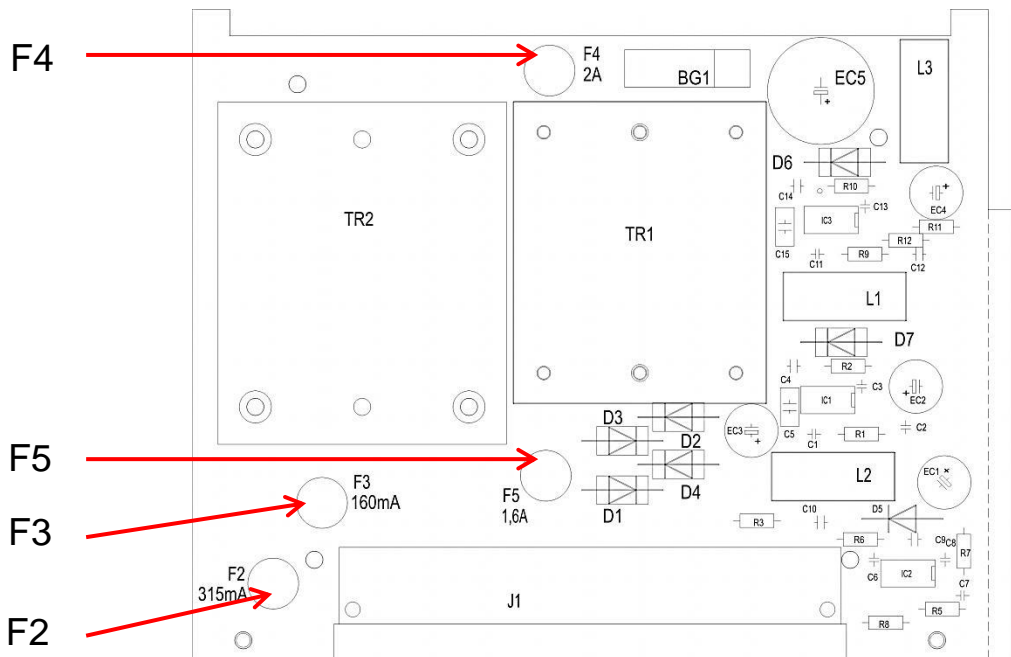 F4
F4
2A
BG1
EC5
L3
D6
C14
R10
C13
EC4
IC3
R11
R12
C15
C11
R9
C12
TR2
TR1
L1
D7
C4
R2
C3
IC1
EC2
C5
C1
R1
C2
EC3
D3
D2
D4
D1
L2
EC1
F5
F5
1,6A
F3
F3
160mA
R3
C10
D5
R6
C9
C8
R7
C6
IC2
C7
R5
R8
F2
F2
315mA
J1